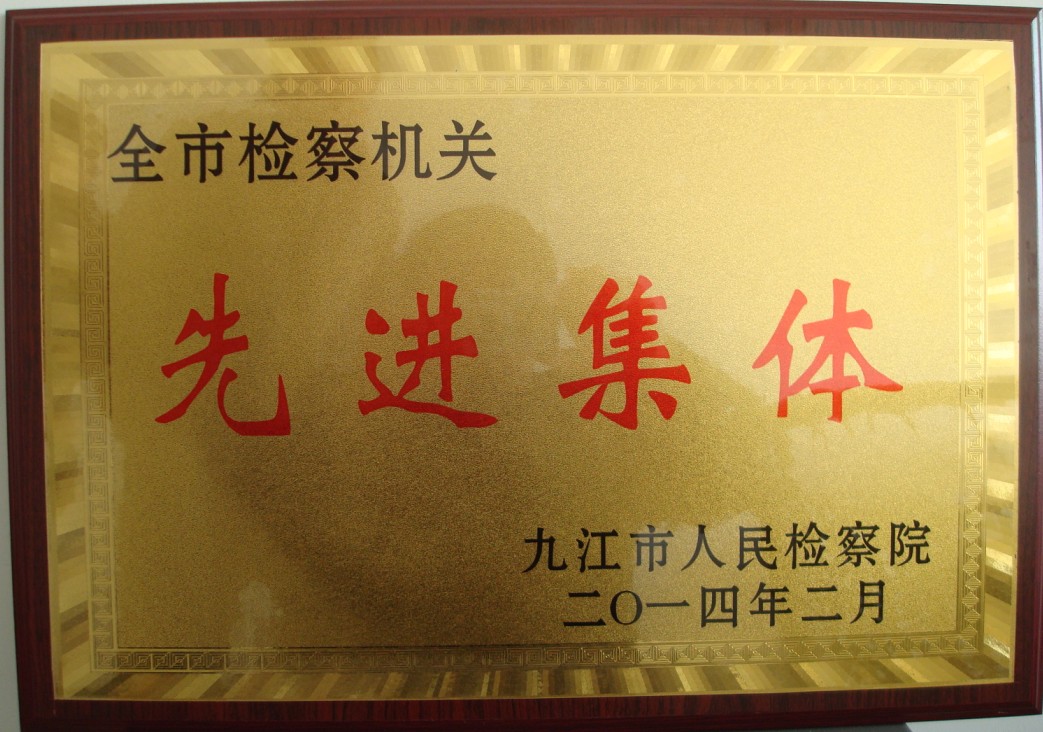 全市检察机关
先进集体
九江市人民检察院
二〇一四年二月